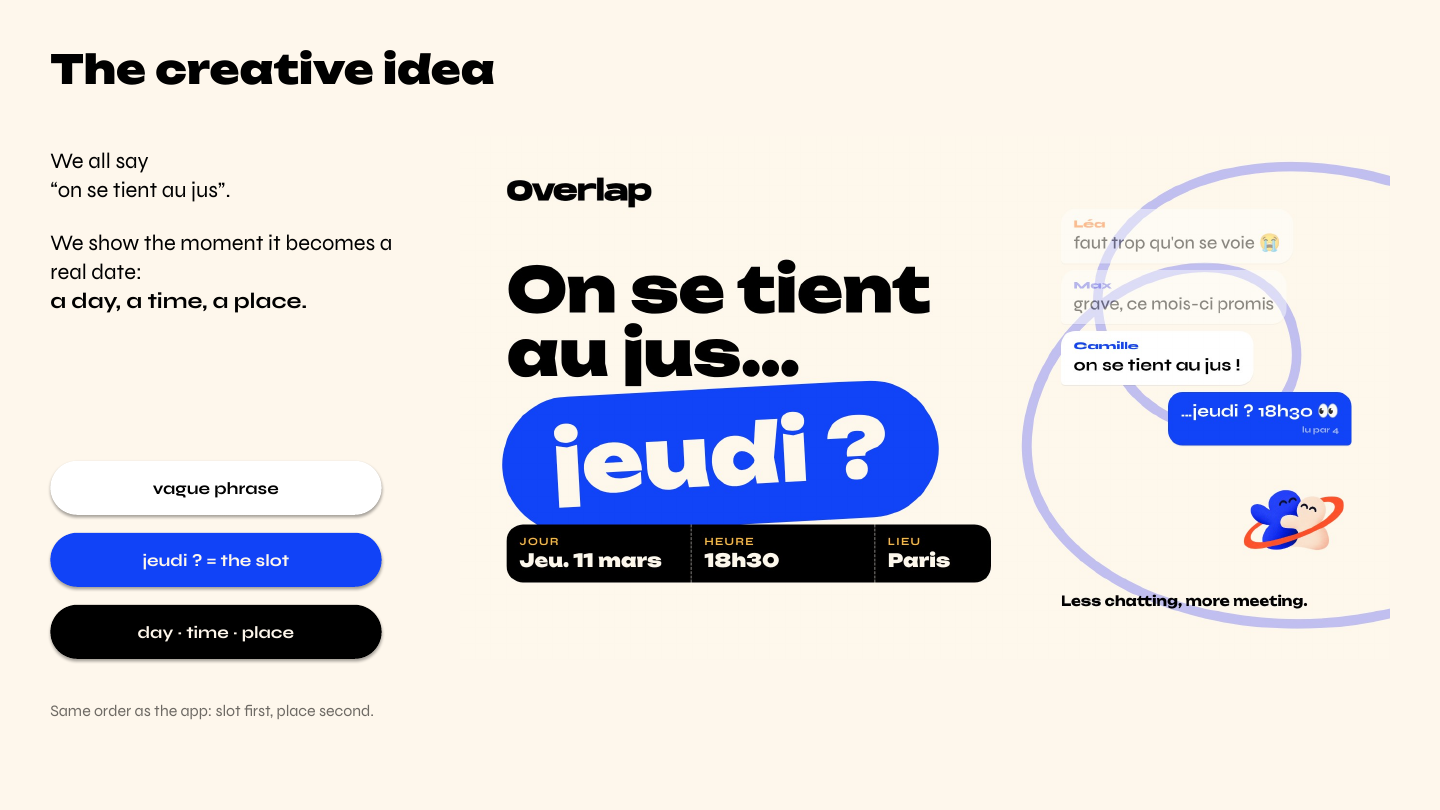 The creative idea
We all say
“on se tient au jus”.
We show the moment it becomes a
real date:
a day, a time, a place.
vague phrase
jeudi ? = the slot
day · time · place
Same order as the app: slot first, place second.
Overlap
On se tient
au jus...
jeudi ?
JOUR
Jeu. 11 mars
HEURE
18h30
LIEU
Paris
Léa
faut trop qu'on se voie 😭
Max
grave, ce mois-ci promis
Camille
on se tient au jus !
...jeudi ? 18h30 👀
lu par 4
Less chatting, more meeting.